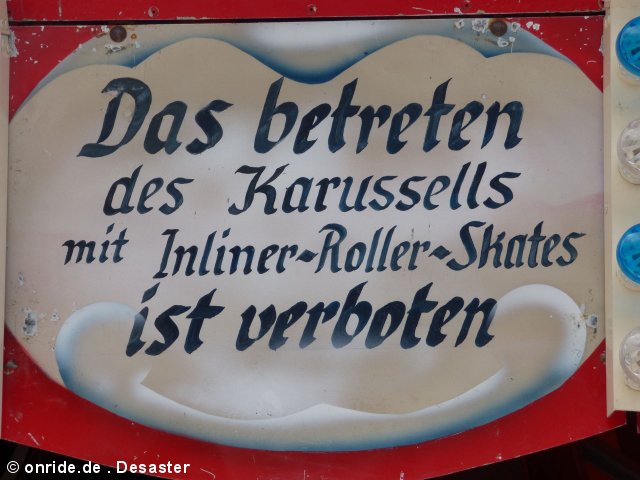 Das betreten
des Karussells
mit Inliner-Roller-Skates
ist verboten
© onride.de . Desaster